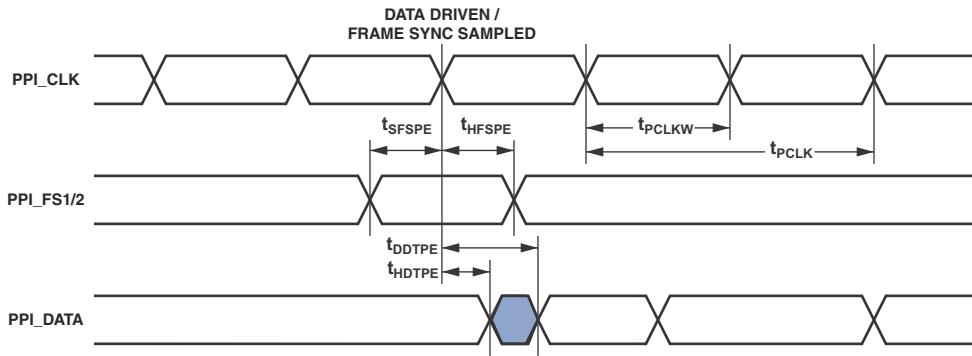 DATA DRIVEN /
FRAME SYNC SAMPLED
PPI_CLK
tSFSPE
tHFSPE
tPCLKW
tPCLK
PPI_FS1/2
tDDTPE
tHDTPE
PPI_DATA